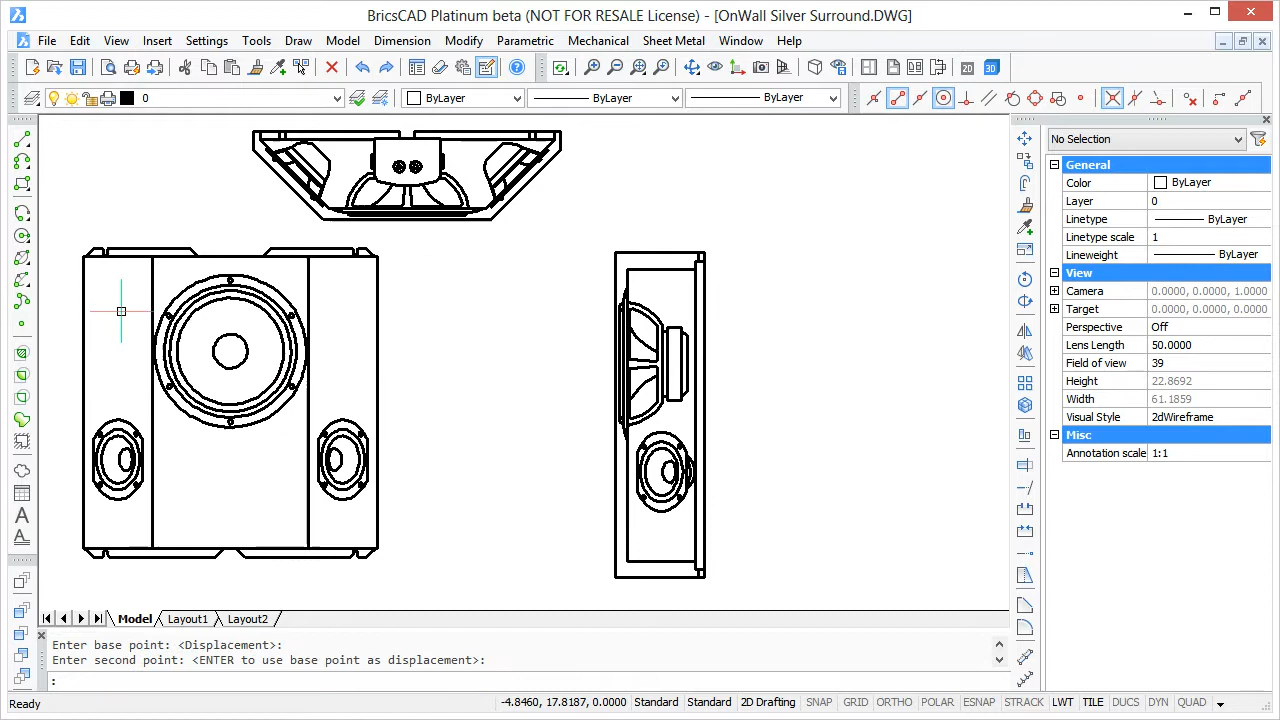 BricsCAD Platinum beta (NOT FOR RESALE License) - [OnWall Silver Surround.DWG]
File Edit View Insert Settings Tools Draw Model Dimension Modify Parametric Mechanical Sheet Metal Window Help
2D 3D
0 ByLayer ByLayer ByLayer
No Selection
General
Color ByLayer
Layer 0
Linetype ByLayer
Linetype scale 1
Lineweight ByLayer
View
Camera 0.0000, 0.0000, 1.0000
Target 0.0000, 0.0000, 0.0000
Perspective Off
Lens Length 50.0000
Field of view 39
Height 22.8692
Width 61.1859
Visual Style 2dWireframe
Misc
Annotation scale 1:1
A
A
Model Layout1 Layout2
Enter base point: <Displacement>:
Enter second point: <ENTER to use base point as displacement>:
:
Ready -4.8460, 17.8187, 0.0000 Standard Standard 2D Drafting SNAP GRID ORTHO POLAR ESNAP STRACK LWT TILE DUCS DYN QUAD